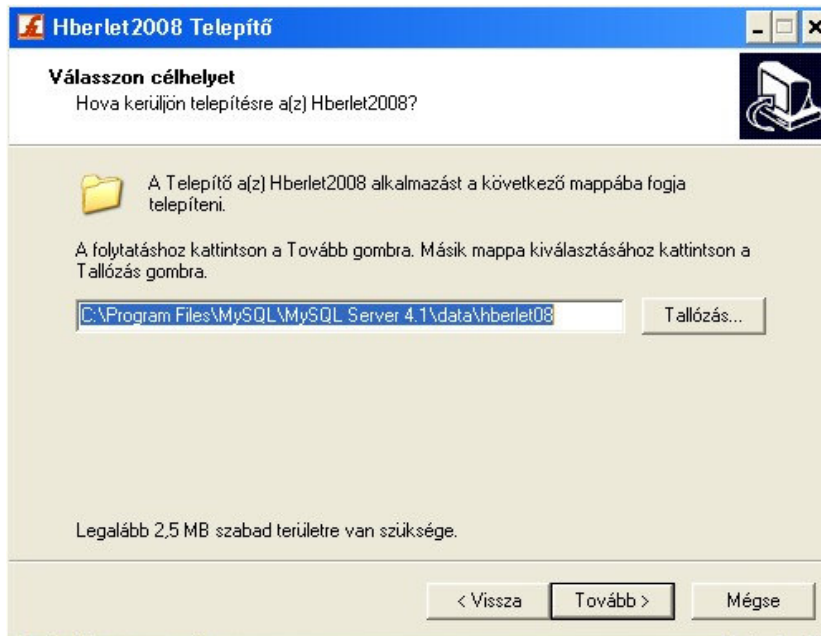 Hberlet2008 Telepítő
Válasszon célhelyet
Hova kerüljön telepítésre a(z) Hberlet2008?
A Telepítő a(z) Hberlet2008 alkalmazást a következő mappába fogja
telepíteni.
A folytatáshoz kattintson a Tovább gombra. Másik mappa kiválasztásához kattintson a
Tallózás gombra.
C:\Program Files\MySQL\MySQL Server 4.1\data\hberlet08
Tallózás...
Legalább 2,5 MB szabad területre van szüksége.
< Vissza
Tovább >
Mégse